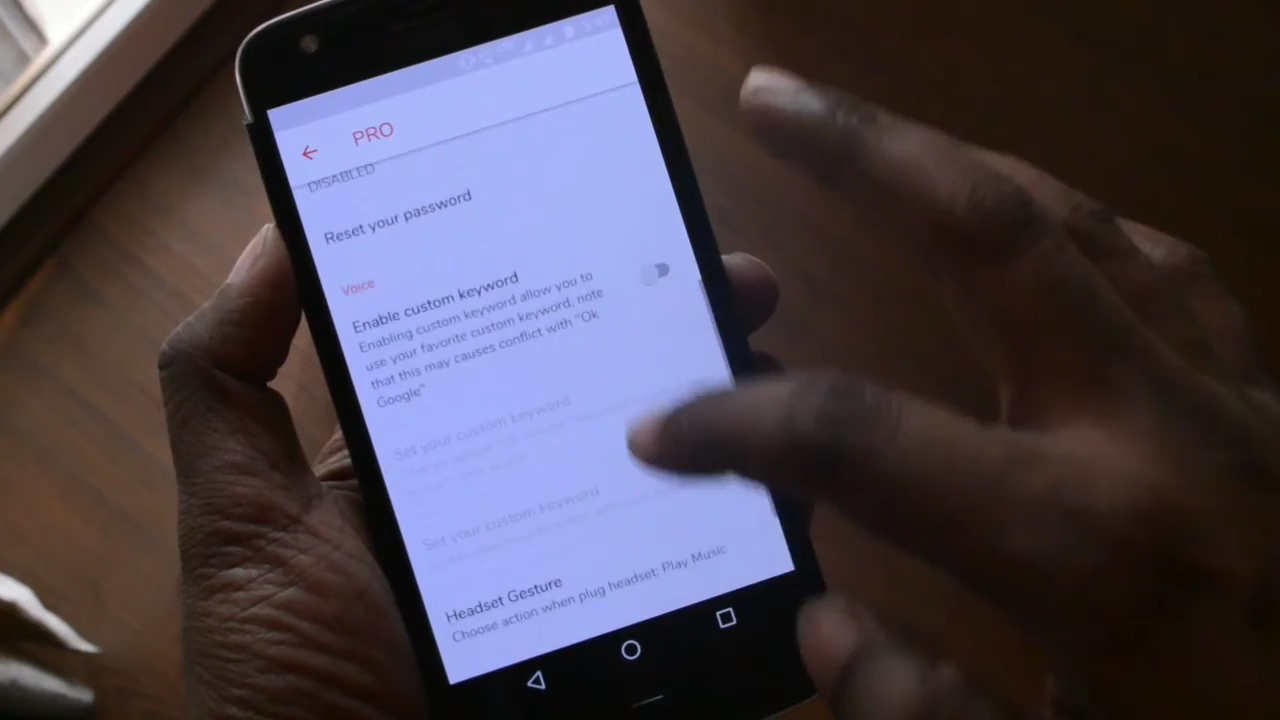 PRO
DISABLED
Reset your password
Voice
Enable custom keyword
Enabling custom keyword allow you to
use your favorite custom keyword, note
that this may causes conflict with "Ok
Google"
Set your custom keyword
Set your custom keyword
Headset Gesture
Choose action when plug headset: Play Music